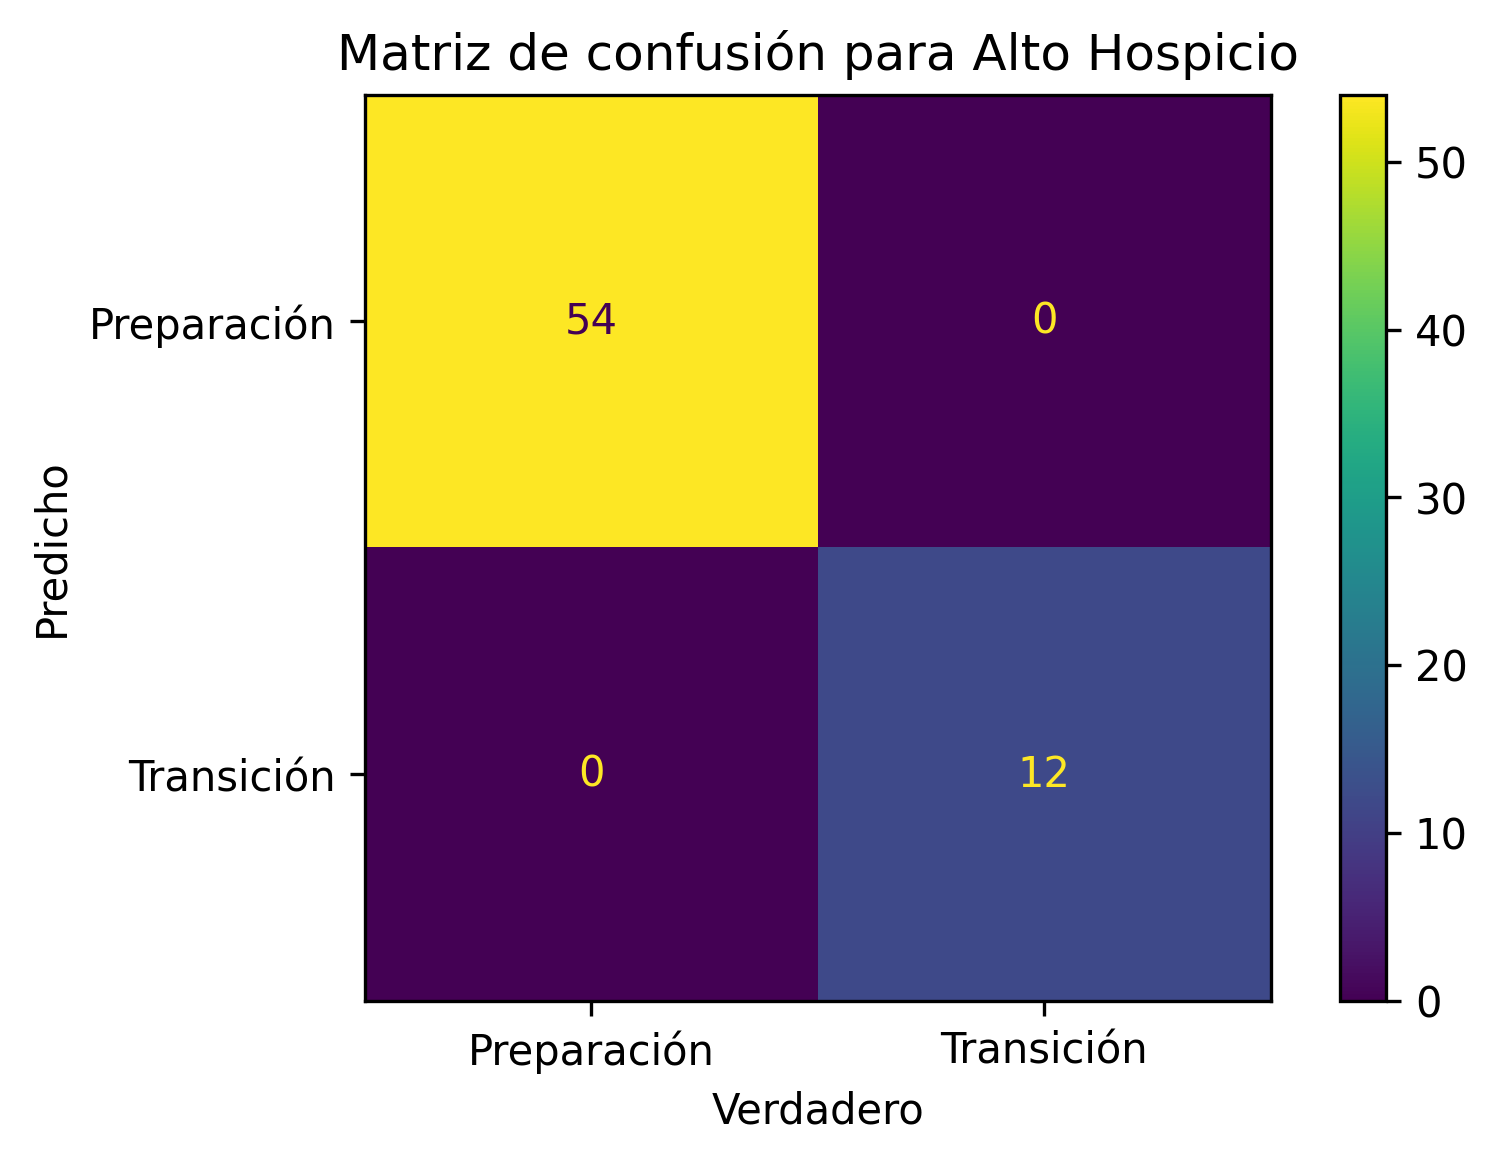 Matriz de confusión para Alto Hospicio
Predicho
Preparación
Transición
54
0
0
12
Preparación
Transición
Verdadero
50
40
30
20
10
0